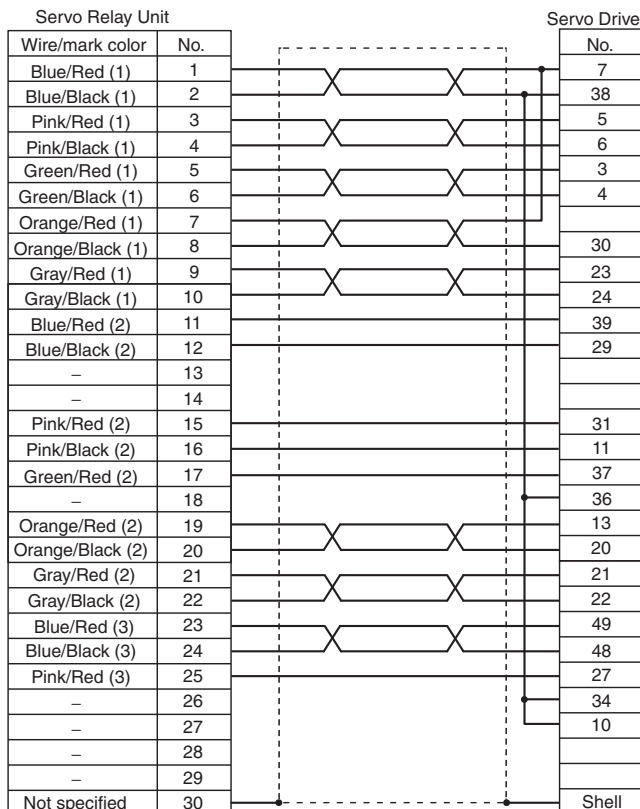 Servo Relay Unit Servo Drive
Wire/mark color No. No.
Blue/Red (1) 1 7
Blue/Black (1) 2 38
Pink/Red (1) 3 5
Pink/Black (1) 4 6
Green/Red (1) 5 3
Green/Black (1) 6 4
Orange/Red (1) 7
Orange/Black (1) 8 30
Gray/Red (1) 9 23
Gray/Black (1) 10 24
Blue/Red (2) 11 39
Blue/Black (2) 12 29
– 13
– 14
Pink/Red (2) 15 31
Pink/Black (2) 16 11
Green/Red (2) 17 37
– 18 36
Orange/Red (2) 19 13
Orange/Black (2) 20 20
Gray/Red (2) 21 21
Gray/Black (2) 22 22
Blue/Red (3) 23 49
Blue/Black (3) 24 48
Pink/Red (3) 25 27
– 26 34
– 27 10
– 28
– 29
Not specified 30 Shell